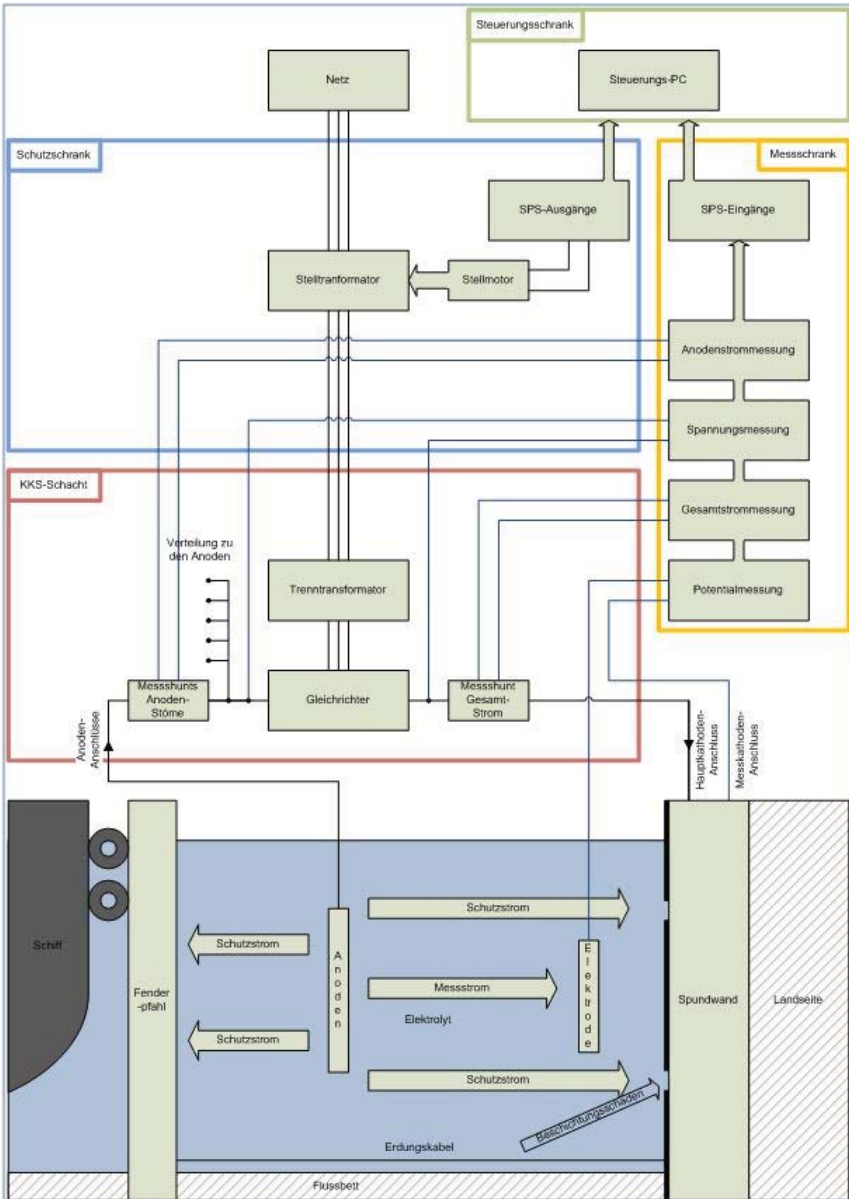 Steuerungsschrank
Netz
Steuerungs-PC
Schutzschrank
Messschrank
SPS-Ausgänge
SPS-Eingänge
Stelltranformator
Stellmotor
Anodenstrommessung
Spannungsmessung
KKS-Schacht
Gesamtstrommessung
Verteilung zu
den Anoden
Trenntransformator
Potentialmessung
Messshunts
Anoden-
Stöme
Gleichrichter
Messhunt
Gesamt-
Strom
Anoden-
Anschlüsse
Hauptkathoden-
Anschluss
Messkathoden-
Anschluss
Schiff
Fender
-pfahl
Schutzstrom
Schutzstrom
Anoden
Schutzstrom
Messstrom
Elektrolyt
Schutzstrom
Elektrode
Spundwand
Landseite
Beschichtungsschäden
Erdungskabel
Flussbett